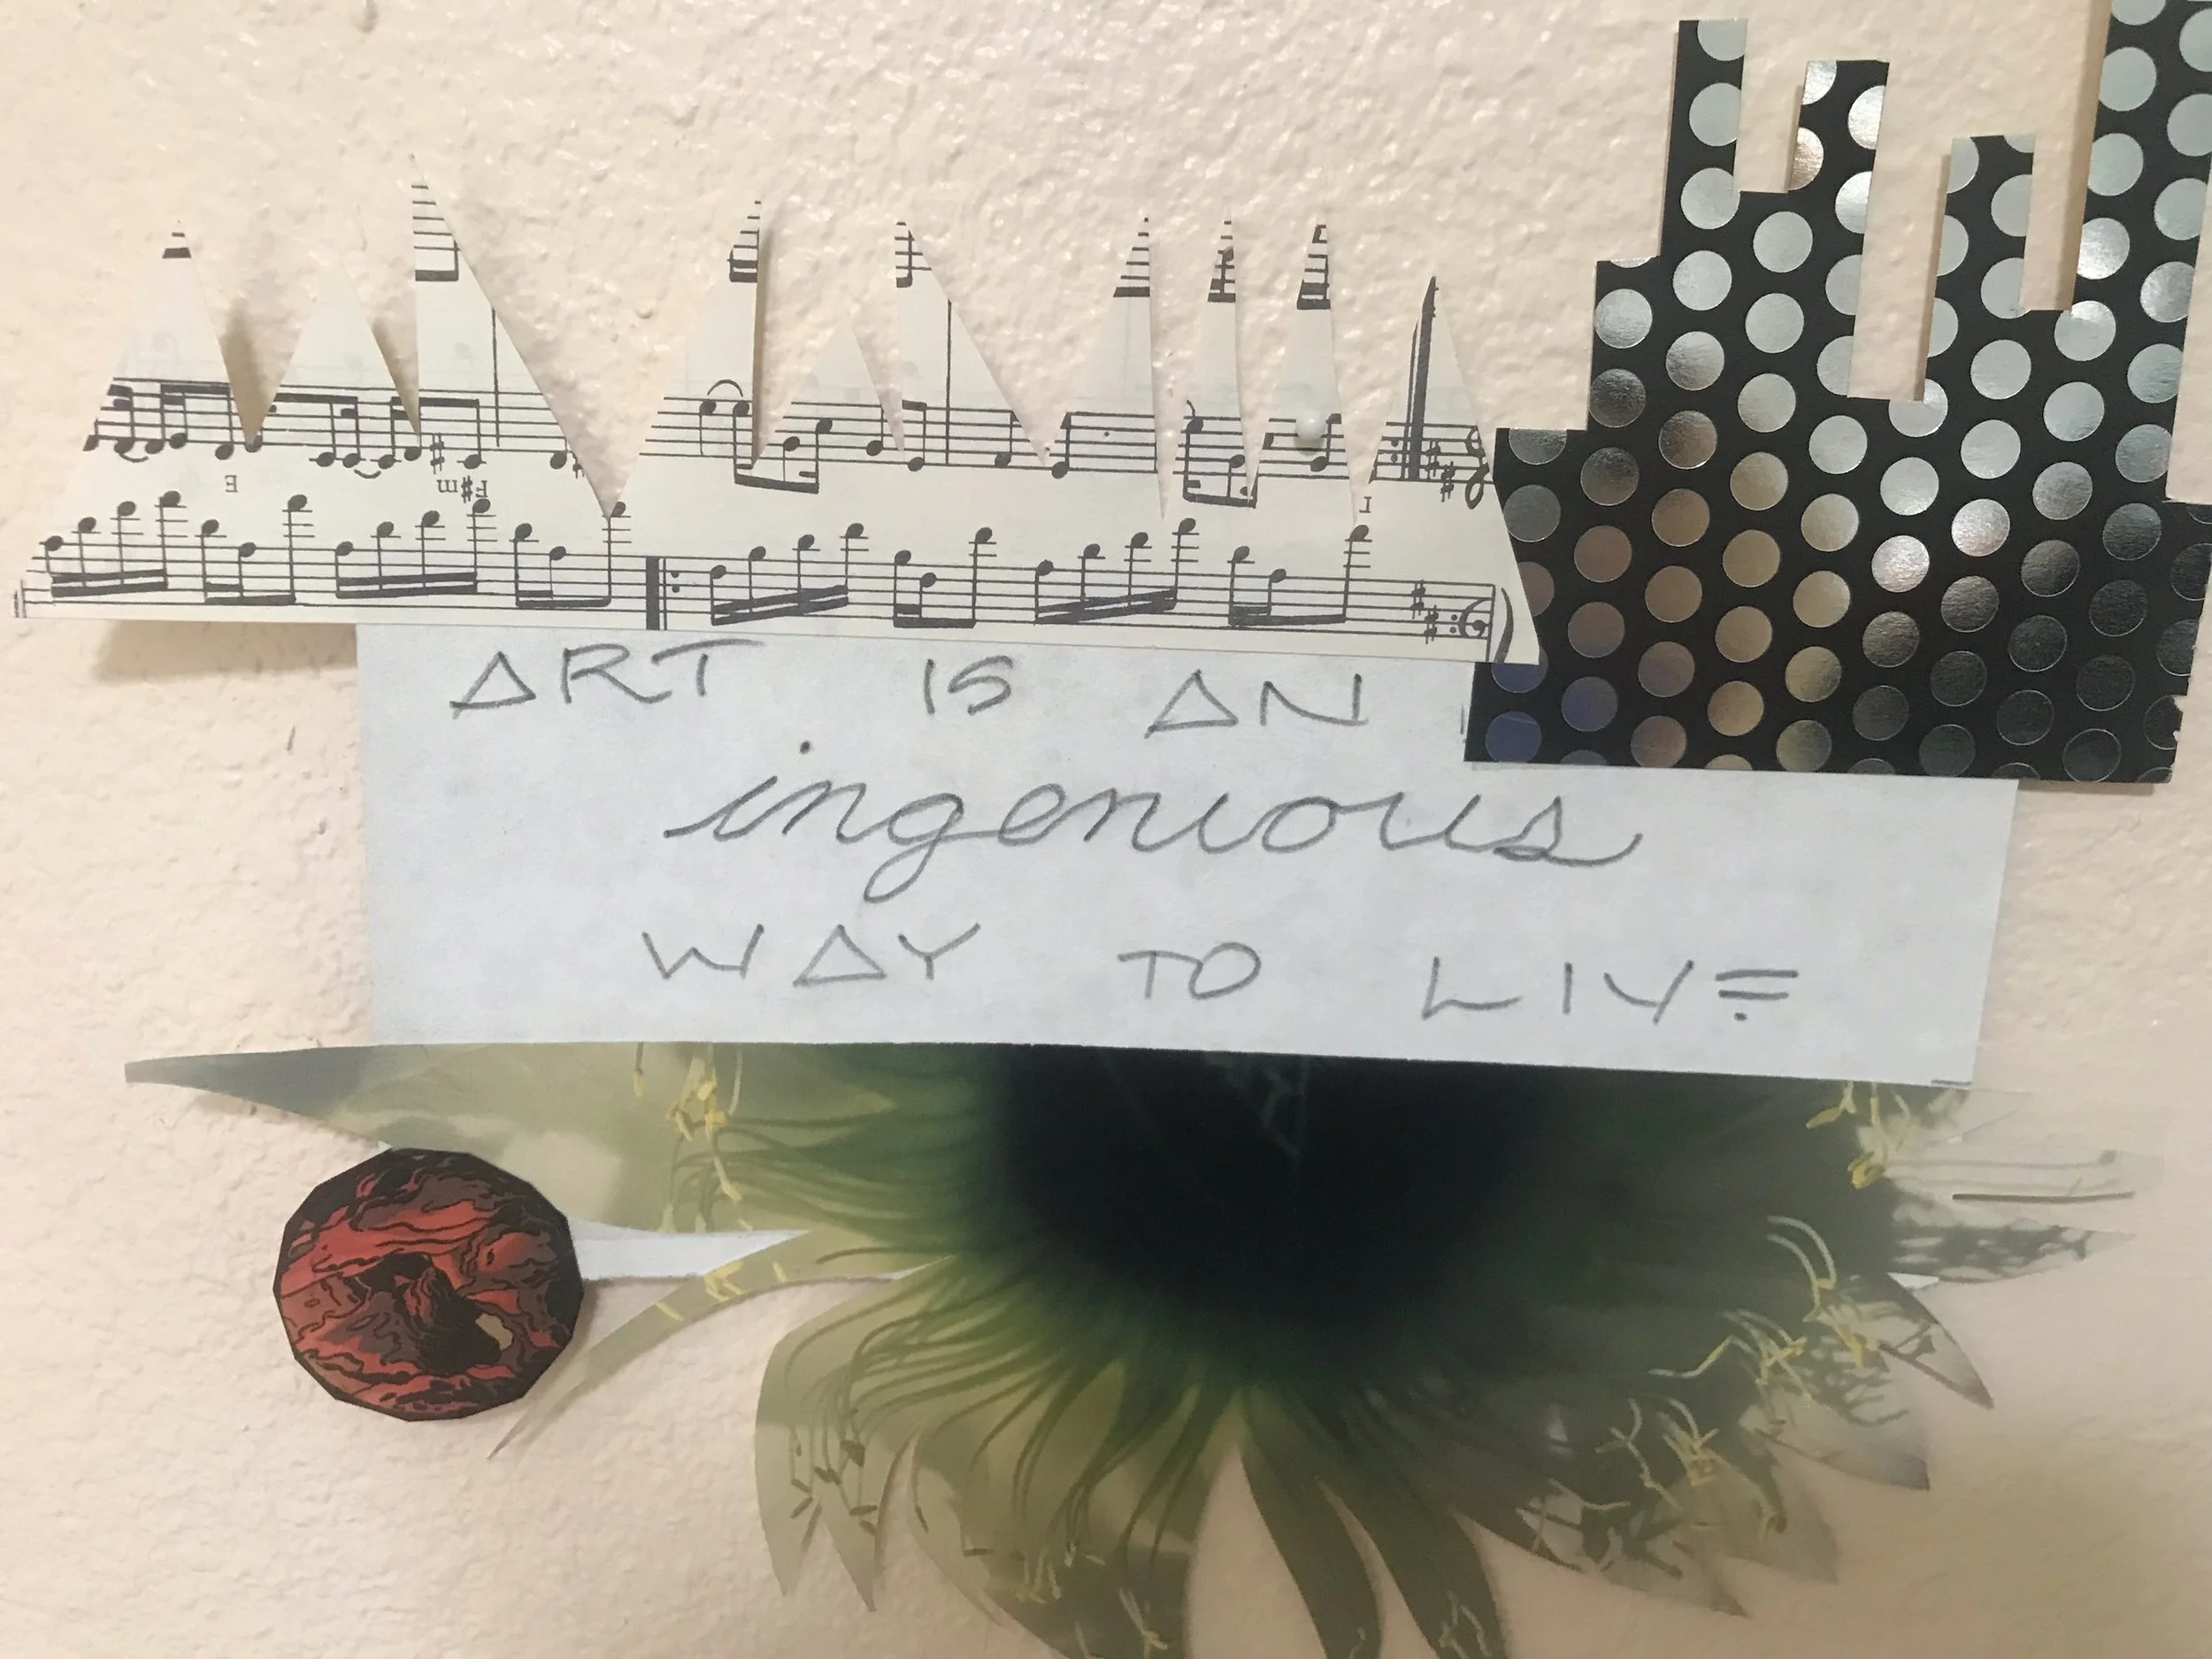 E
F#m
ART IS AN
ingenious
WAY TO LIVE